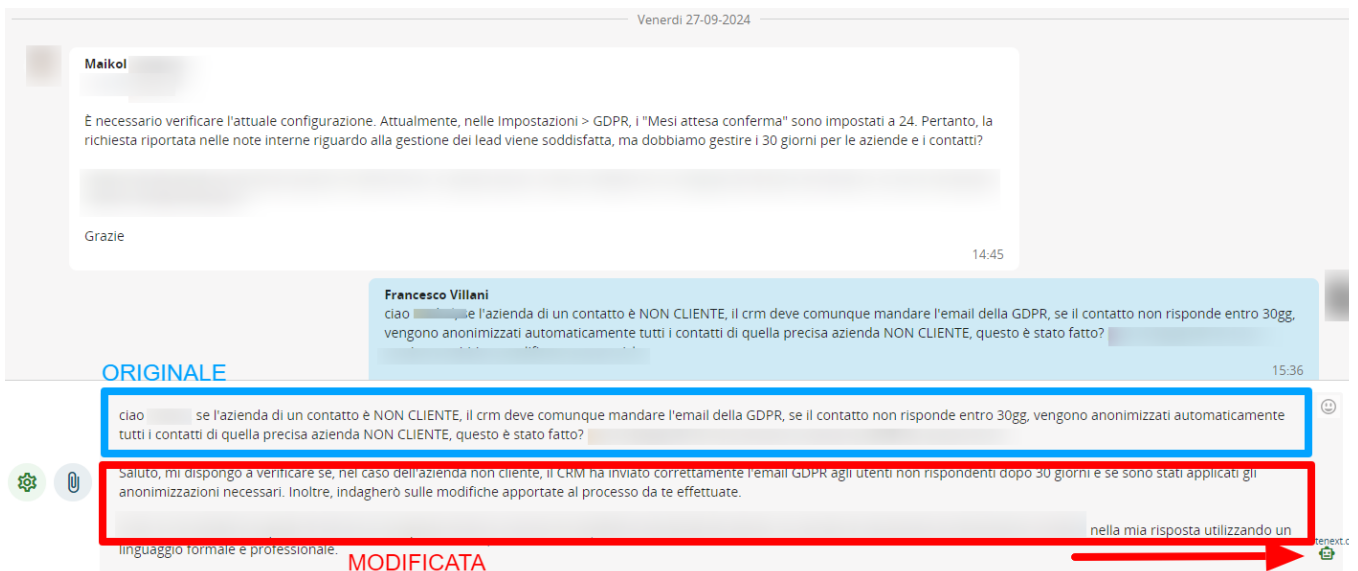 Venerdi 27-09-2024
Maikol
È necessario verificare l'attuale configurazione. Attualmente, nelle Impostazioni > GDPR, i "Mesi attesa conferma" sono impostati a 24. Pertanto, la
richiesta riportata nelle note interne riguardo alla gestione dei lead viene soddisfatta, ma dobbiamo gestire i 30 giorni per le aziende e i contatti?
Grazie
14:45
Francesco Villani
ciao se l'azienda di un contatto è NON CLIENTE, il crm deve comunque mandare l'email della GDPR, se il contatto non risponde entro 30gg,
vengono anonimizzati automaticamente tutti i contatti di quella precisa azienda NON CLIENTE, questo è stato fatto?
15:36
ORIGINALE
ciao se l'azienda di un contatto è NON CLIENTE, il crm deve comunque mandare l'email della GDPR, se il contatto non risponde entro 30gg, vengono anonimizzati automaticamente
tutti i contatti di quella precisa azienda NON CLIENTE, questo è stato fatto?
Saluto, mi dispongo a verificare se, nel caso dell'azienda non cliente, il CRM ha inviato correttamente l'email GDPR agli utenti non rispondenti dopo 30 giorni e se sono stati applicati gli
anonimizzazioni necessari. Inoltre, indagherò sulle modifiche apportate al processo da te effettuate.
nella mia risposta utilizzando un
linguaggio formale e professionale.
MODIFICATA